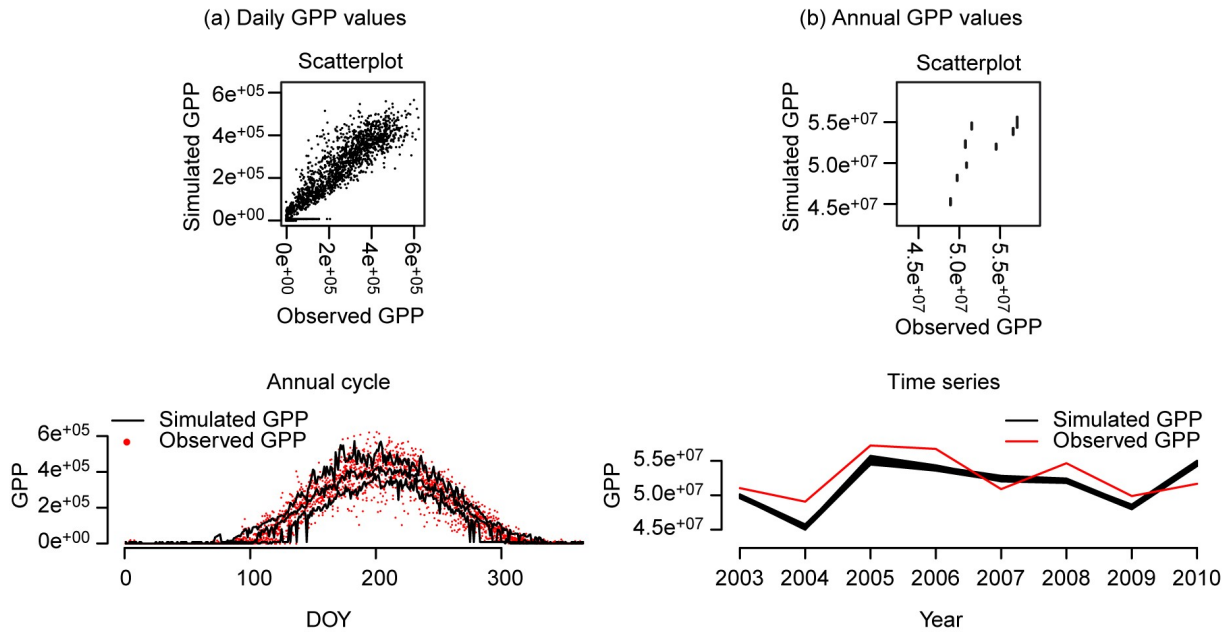 (a) Daily GPP values
Scatterplot
Simulated GPP
6e+05
4e+05
2e+05
0e+00
0e+00
2e+05
4e+05
6e+05
Observed GPP
(b) Annual GPP values
Scatterplot
Simulated GPP
5.5e+07
5.0e+07
4.5e+07
4.5e+07
5.0e+07
5.5e+07
Observed GPP
Annual cycle
Simulated GPP
Observed GPP
GPP
6e+05
4e+05
2e+05
0e+00
0 100 200 300
DOY
Time series
Simulated GPP
Observed GPP
GPP
5.5e+07
5.0e+07
4.5e+07
2003 2004 2005 2006 2007 2008 2009 2010
Year